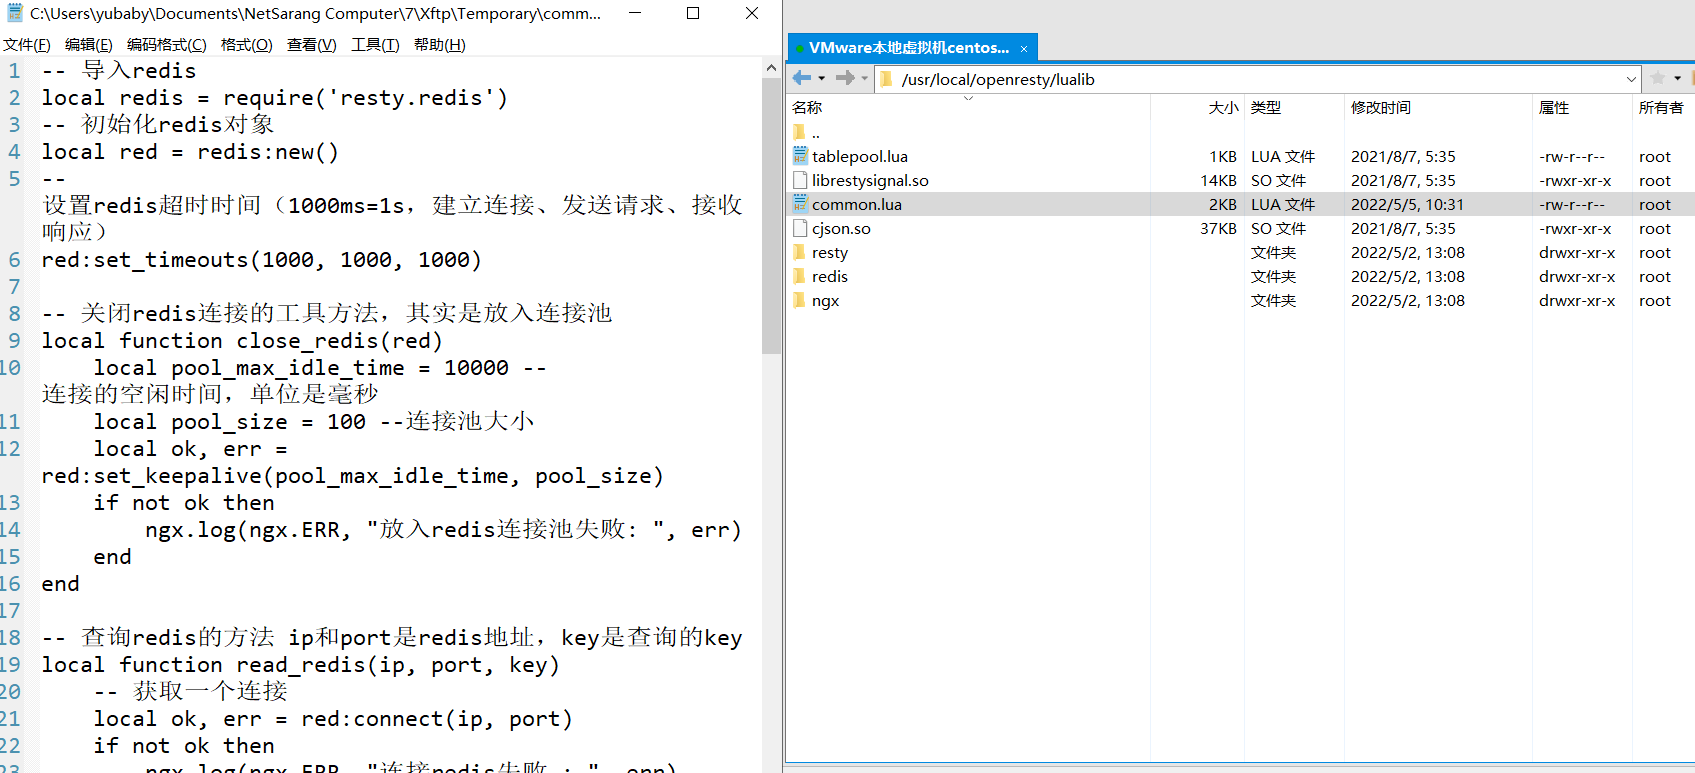 C:\Users\yubaby\Documents\NetSarang Computer\7\Xftp\Temporary\comm...
文件(F) 编辑(E) 编码格式(C) 格式(O) 查看(V) 工具(T) 帮助(H)
1 -- 导入redis
2 local redis = require('resty.redis')
3 -- 初始化redis对象
4 local red = redis:new()
5 --
设置redis超时时间（1000ms=1s，建立连接、发送请求、接收
响应）
6 red:set_timeouts(1000, 1000, 1000)
7
8 -- 关闭redis连接的工具方法，其实是放入连接池
9 local function close_redis(red)
10 local pool_max_idle_time = 10000 --
连接的空闲时间，单位是毫秒
11 local pool_size = 100 --连接池大小
12 local ok, err =
red:set_keepalive(pool_max_idle_time, pool_size)
13 if not ok then
14 ngx.log(ngx.ERR, "放入redis连接池失败: ", err)
15 end
16 end
17
18 -- 查询redis的方法 ip和port是redis地址，key是查询的key
19 local function read_redis(ip, port, key)
20 -- 获取一个连接
21 local ok, err = red:connect(ip, port)
22 if not ok then
23 ngx.log(ngx.ERR, "连接redis失败 : ", err)
VMware本地虚拟机centos... ×
/usr/local/openresty/lualib
名称 大小 类型 修改时间 属性 所有者
..
tablepool.lua 1KB LUA 文件 2021/8/7, 5:35 -rw-r--r-- root
librestysignal.so 14KB SO 文件 2021/8/7, 5:35 -rwxr-xr-x root
common.lua 2KB LUA 文件 2022/5/5, 10:31 -rw-r--r-- root
cjson.so 37KB SO 文件 2021/8/7, 5:35 -rwxr-xr-x root
resty 文件夹 2022/5/2, 13:08 drwxr-xr-x root
redis 文件夹 2022/5/2, 13:08 drwxr-xr-x root
ngx 文件夹 2022/5/2, 13:08 drwxr-xr-x root